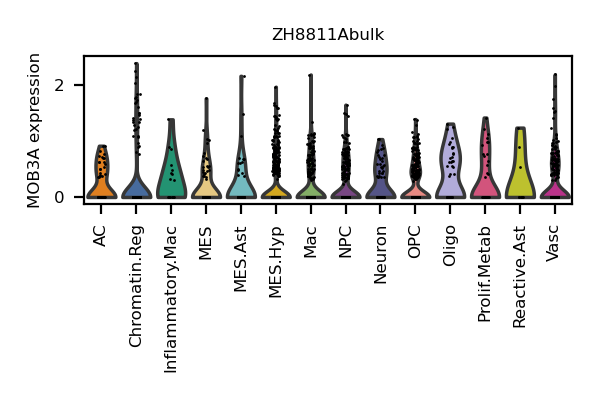 ZH8811Abulk
MOB3A expression
2
0
AC
Chromatin.Reg
Inflammatory.Mac
MES
MES.Ast
MES.Hyp
Mac
NPC
Neuron
OPC
Oligo
Prolif.Metab
Reactive.Ast
Vasc